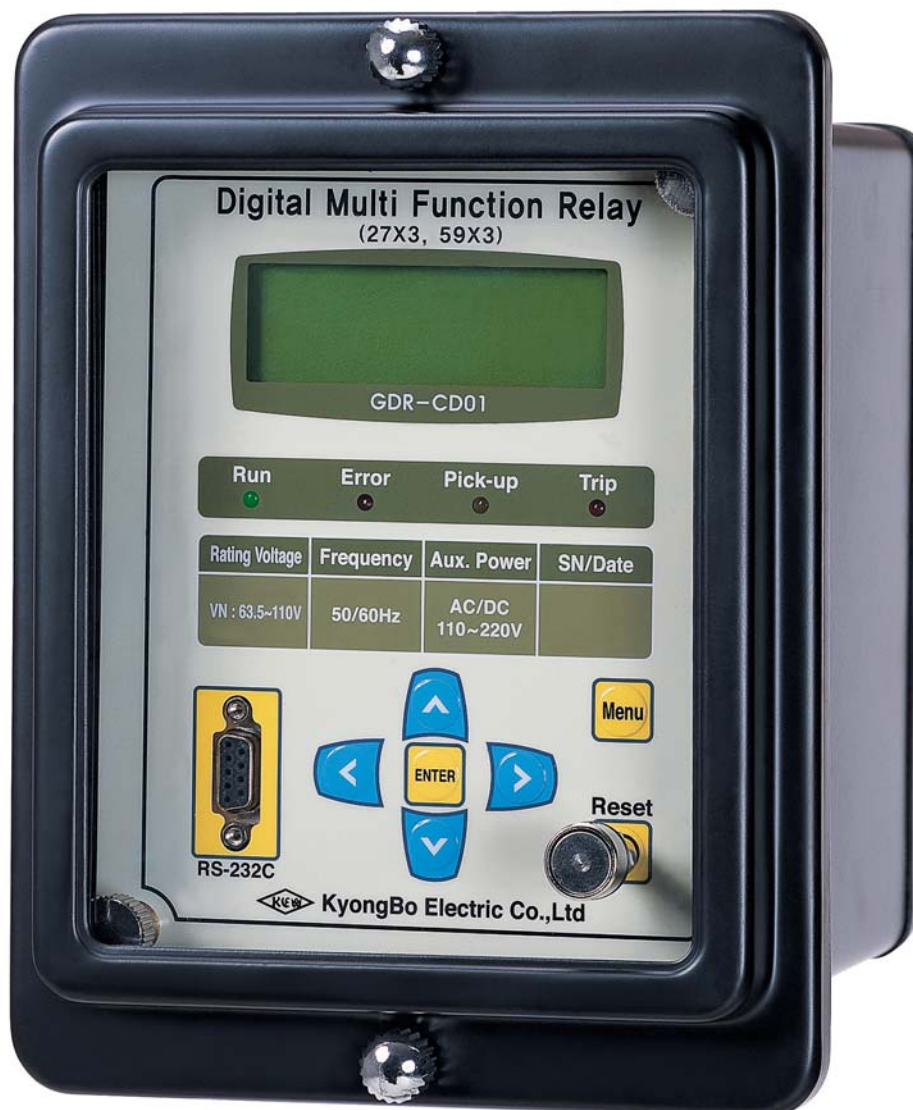 Digital Multi Function Relay
(27X3, 59X3)
GDR-CD01
Run Error Pick-up Trip
Rating Voltage Frequency Aux. Power SN/Date
VN : 63.5~110V 50/60Hz AC/DC
110~220V
Menu
ENTER
Reset
RS-232C
KyongBo Electric Co.,Ltd